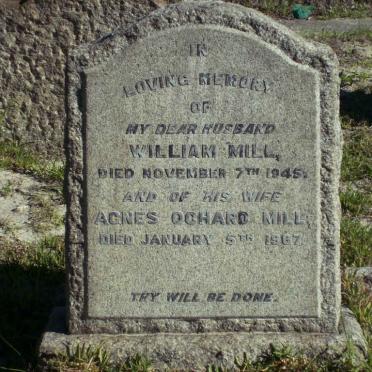 IN
LOVING MEMORY
OF
MY DEAR HUSBAND
WILLIAM MILL,
DIED NOVEMBER 7TH 1945.
AND OF HIS WIFE
AGNES OCHARD MILL,
DIED JANUARY 5TH 1967.
THY WILL BE DONE.